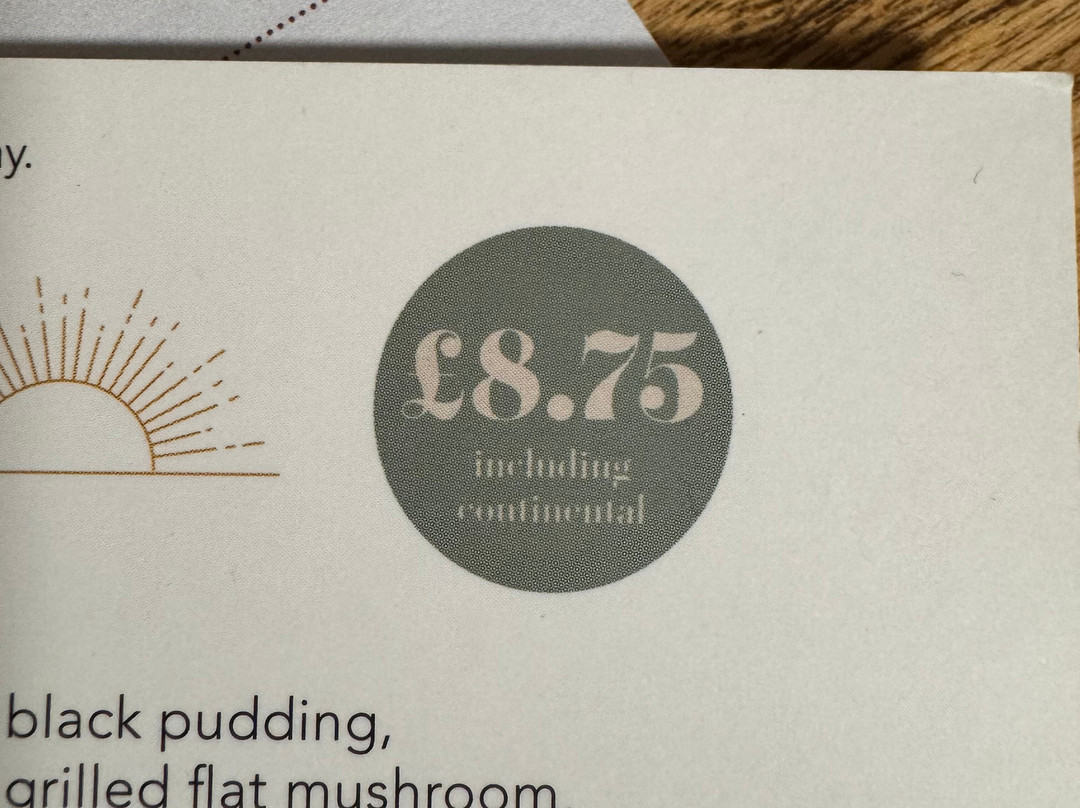 £8.75
including
continental
black pudding,
grilled flat mushroom